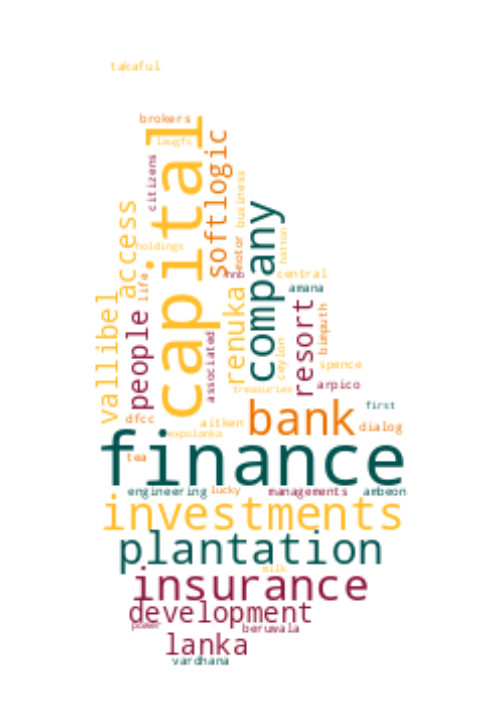 takaful
brokers
capital
laugfs
softlogic
citizens
business
access
company
holdings
hatton
motor
hnb
central
life
vallibel
people
renuka
amana
resort
bimputh
associated
ceylon
spence
treasuries
arpico
bank
first
dfcc
aitken
dialog
expolanka
finance
tea
engineering
lucky
managements
ambeon
investments
plantation
milk
insurance
development
power
beruwala
lanka
vardhana